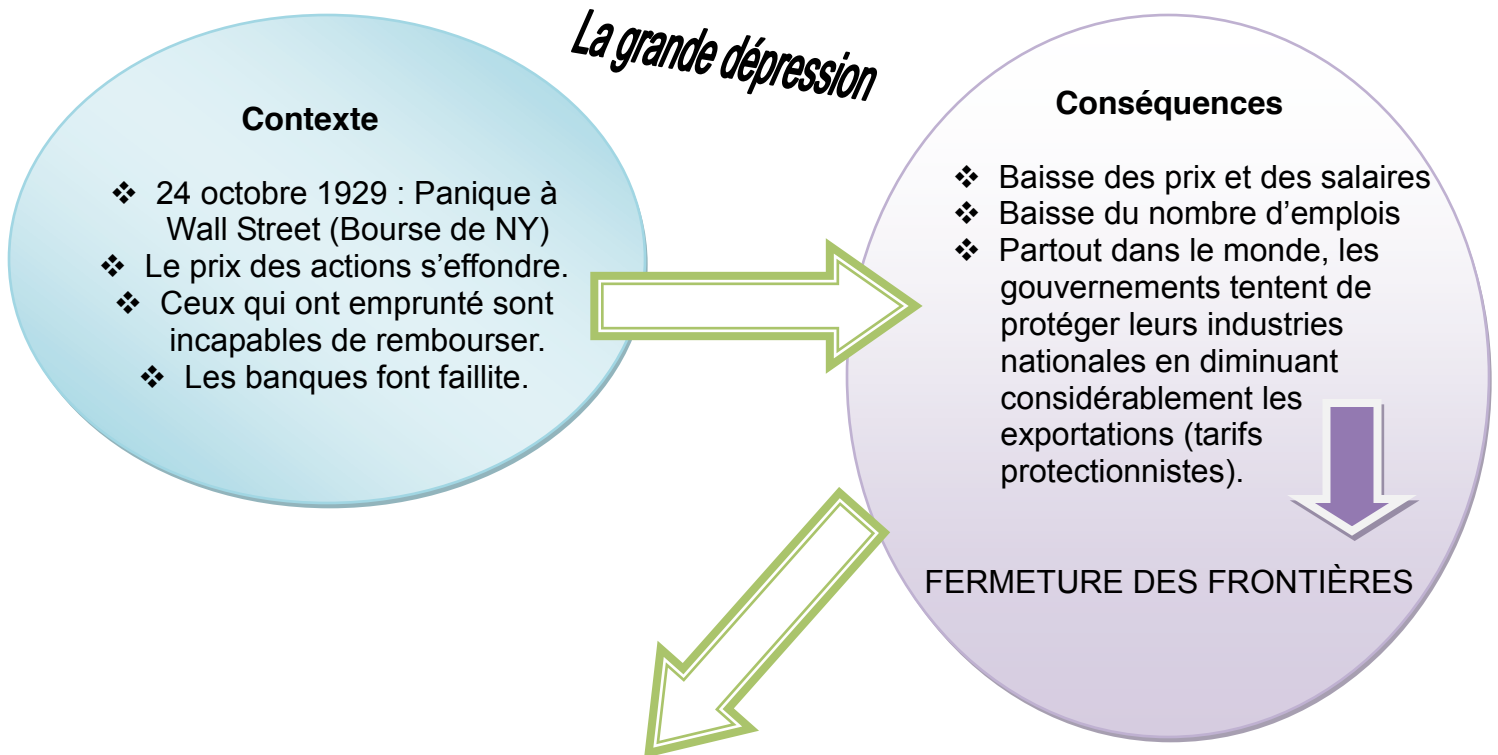 La grande dépression
Contexte
❖ 24 octobre 1929 : Panique à
Wall Street (Bourse de NY)
❖ Le prix des actions s’effondre.
❖ Ceux qui ont emprunté sont
incapables de rembourser.
❖ Les banques font faillite.
Conséquences
❖ Baisse des prix et des salaires
❖ Baisse du nombre d’emplois
❖ Partout dans le monde, les
gouvernements tentent de
protéger leurs industries
nationales en diminuant
considérablement les
exportations (tarifs
protectionnistes).
FERMETURE DES FRONTIÈRES